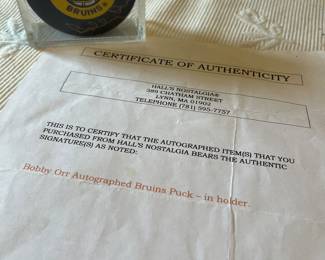 BRUINS
CERTIFICATE OF AUTHENTICITY
HALL'S NOSTALGIA®
389 CHATHAM STREET
LYNN, MA 01902
TELEPHONE (781) 595-7757
THIS IS TO CERTIFY THAT THE AUTOGRAPHED ITEM(S) THAT YOU
PURCHASED FROM HALL'S NOSTALGIA BEARS THE AUTHENTIC
SIGNATURE(S) AS NOTED:
Bobby Orr Autographed Bruins Puck – in holder.